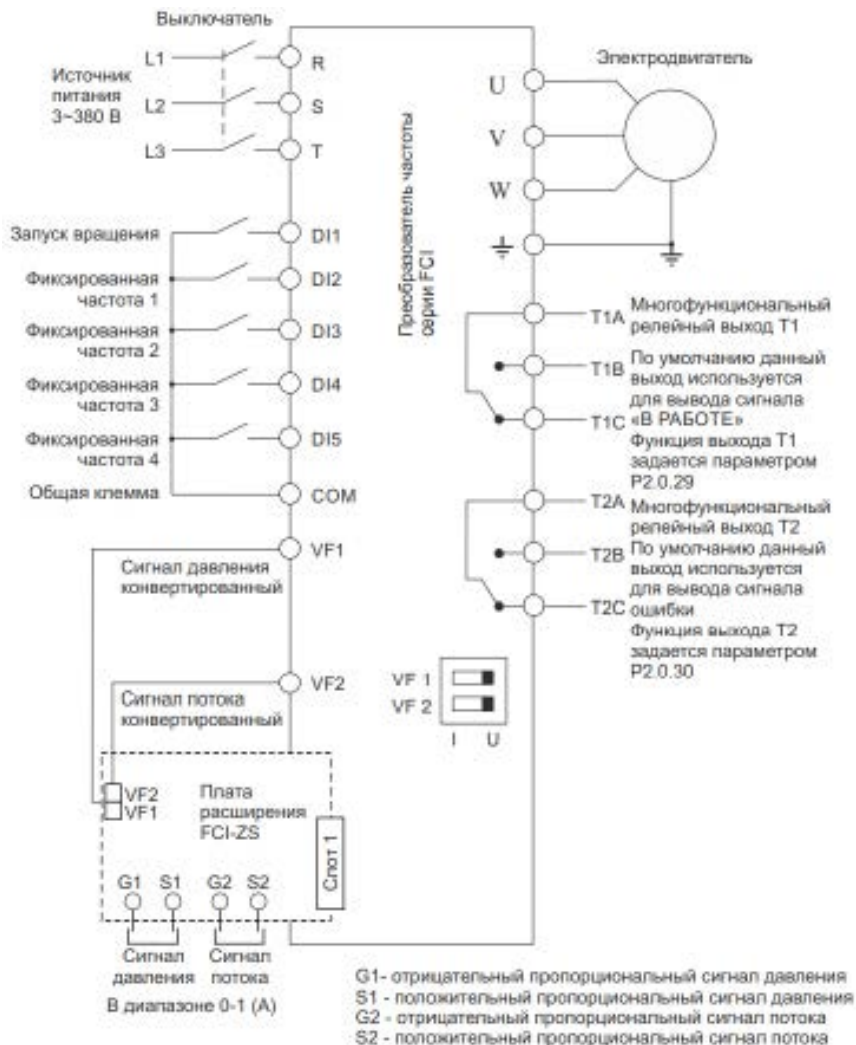 Выключатель
L1
L2
L3
Источник
питания
3~380 В
R
S
T
Запуск вращения
DI1
Фиксированная
частота 1
DI2
Фиксированная
частота 2
DI3
Фиксированная
частота 3
DI4
Фиксированная
частота 4
DI5
Общая клемма
COM
VF1
Сигнал давления
конвертированный
VF2
Сигнал потока
конвертированный
VF2
VF1
Плата
расширения
FCI-ZS
Слот 1
G1 S1 G2 S2
Сигнал
давления
Сигнал
потока
В диапазоне 0-1 (А)
Преобразователь частоты
серии FCI
U
V
W
Электродвигатель
T1A
Многофункциональный
релейный выход Т1
T1B
По умолчанию данный
выход используется
для вывода сигнала
T1C «В РАБОТЕ»
Функция выхода Т1
задается параметром
P2.0.29
T2A
Многофункциональный
релейный выход Т2
T2B
По умолчанию данный
выход используется
для вывода сигнала
T2C ошибки
Функция выхода Т2
задается параметром
P2.0.30
VF 1
VF 2
I U
G1- отрицательный пропорциональный сигнал давления
S1 - положительный пропорциональный сигнал давления
G2 - отрицательный пропорциональный сигнал потока
S2 - положительный пропорциональный сигнал потока